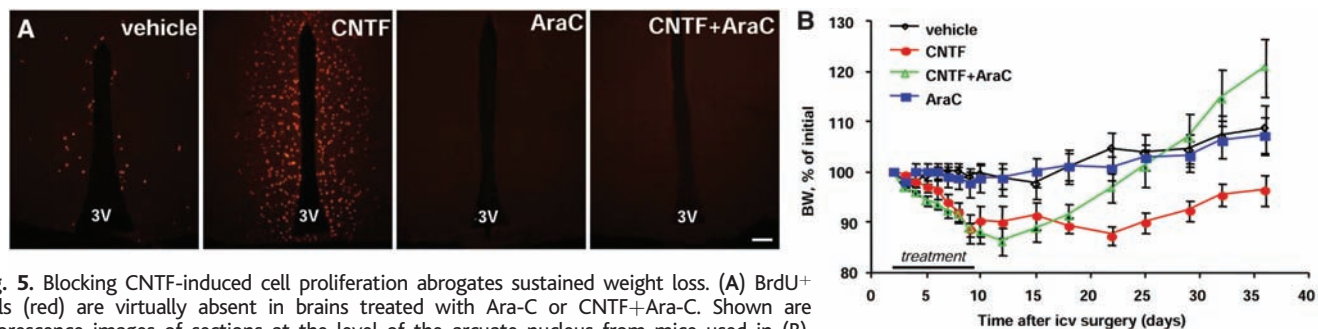 A
vehicle
CNTF
AraC
CNTF+AraC
3V
3V
3V
3V
B
130
120
110
100
90
80
BW, % of initial
vehicle
CNTF
CNTF+AraC
AraC
treatment
0
5
10
15
20
25
30
35
40
Time after icv surgery (days)
5. Blocking CNTF-induced cell proliferation abrogates sustained weight loss. (A) BrdU+
(red) are virtually absent in brains treated with Ara-C or CNTF+Ara-C. Shown are
images of sections at the level of the arcuate nucleus from mice used in (B).